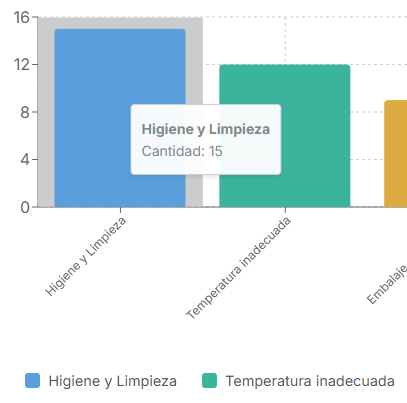 16
12
8
4
0
Higiene y Limpieza
Cantidad: 15
Higiene y Limpieza
Temperatura inadecuada
Embalaje
Higiene y Limpieza
Temperatura inadecuada